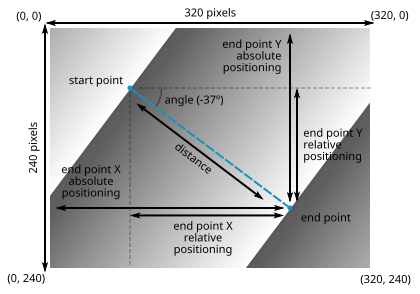 320 pixels
(0, 0)
(320, 0)
end point Y
absolute
positioning
start point
angle (-37º)
240 pixels
distance
end point Y
relative
positioning
end point X
absolute
positioning
end point X
relative
positioning
end point
(0, 240)
(320, 240)